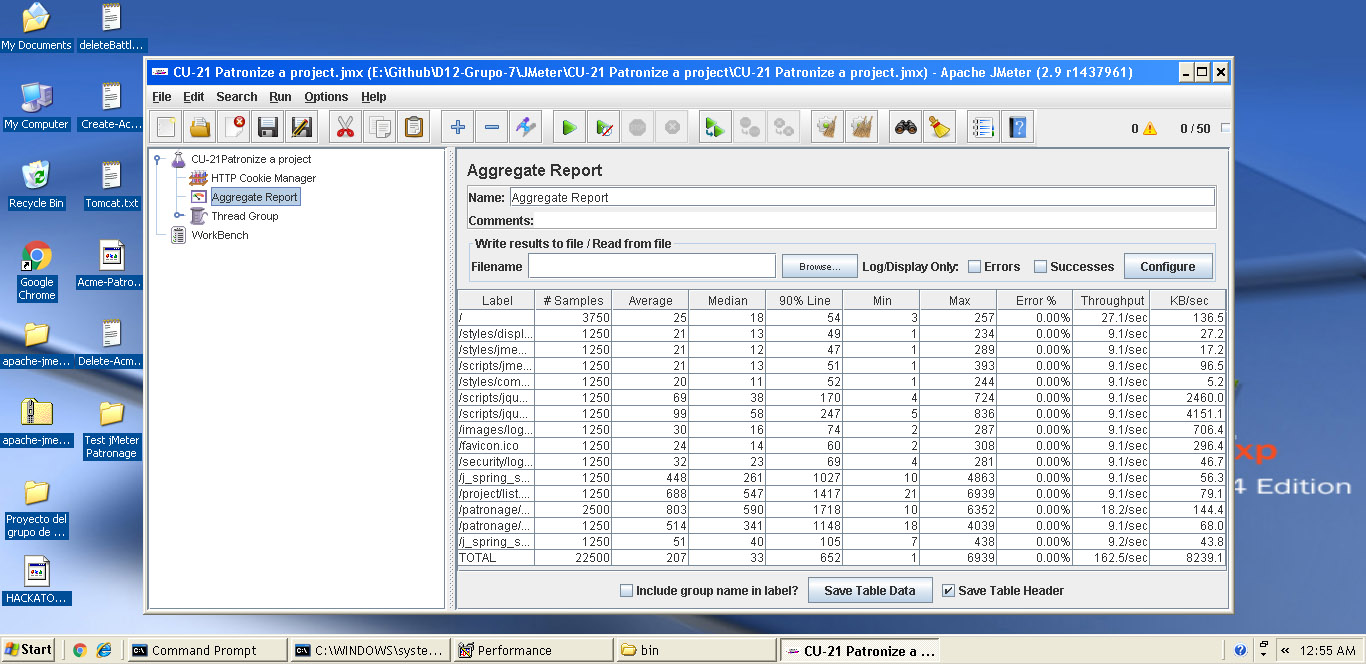 My Documents
deleteBattl...
My Computer
Create-Ac...
Recycle Bin
Tomcat.txt
Google
Chrome
Acme-Patro...
apache-jme...
Delete-Acm...
apache-jme...
Test jMeter
Patronage
Proyecto del
grupo de ...
HACKATO...
CU-21 Patronize a project.jmx (E:\Github\D12-Grupo-7\JMeter\CU-21 Patronize a project\CU-21 Patronize a project.jmx) - Apache JMeter (2.9 r1437961)
File Edit Search Run Options Help
0 0 / 50
CU-21Patronize a project
HTTP Cookie Manager
Aggregate Report
Thread Group
WorkBench
Aggregate Report
Name: Aggregate Report
Comments:
Write results to file / Read from file
Filename Browse... Log/Display Only: Errors Successes Configure
Label # Samples Average Median 90% Line Min Max Error % Throughput KB/sec
/ 3750 25 18 54 3 257 0.00% 27.1/sec 136.5
/styles/displ... 1250 21 13 49 1 234 0.00% 9.1/sec 27.2
/styles/jme... 1250 21 12 47 1 289 0.00% 9.1/sec 17.2
/scripts/jme... 1250 21 13 51 1 393 0.00% 9.1/sec 96.5
/styles/com... 1250 20 11 52 1 244 0.00% 9.1/sec 5.2
/scripts/jqu... 1250 69 38 170 4 724 0.00% 9.1/sec 2460.0
/scripts/jqu... 1250 99 58 247 5 836 0.00% 9.1/sec 4151.1
/images/log... 1250 30 16 74 2 287 0.00% 9.1/sec 706.4
/favicon.ico 1250 24 14 60 2 308 0.00% 9.1/sec 296.4
/security/log... 1250 32 23 69 4 281 0.00% 9.1/sec 46.7
/j_spring_s... 1250 448 261 1027 10 4863 0.00% 9.1/sec 56.3
/project/list.... 1250 688 547 1417 21 6939 0.00% 9.1/sec 79.1
/patronage/... 2500 803 590 1718 10 6352 0.00% 18.2/sec 144.4
/patronage/... 1250 514 341 1148 18 4039 0.00% 9.1/sec 68.0
/j_spring_s... 1250 51 40 105 7 438 0.00% 9.2/sec 43.8
TOTAL 22500 207 33 652 1 6939 0.00% 162.5/sec 8239.1
Include group name in label? Save Table Data Save Table Header
xp
4 Edition
Start Command Prompt C:\WINDOWS\syste... Performance bin CU-21 Patronize a ... « 12:55 AM